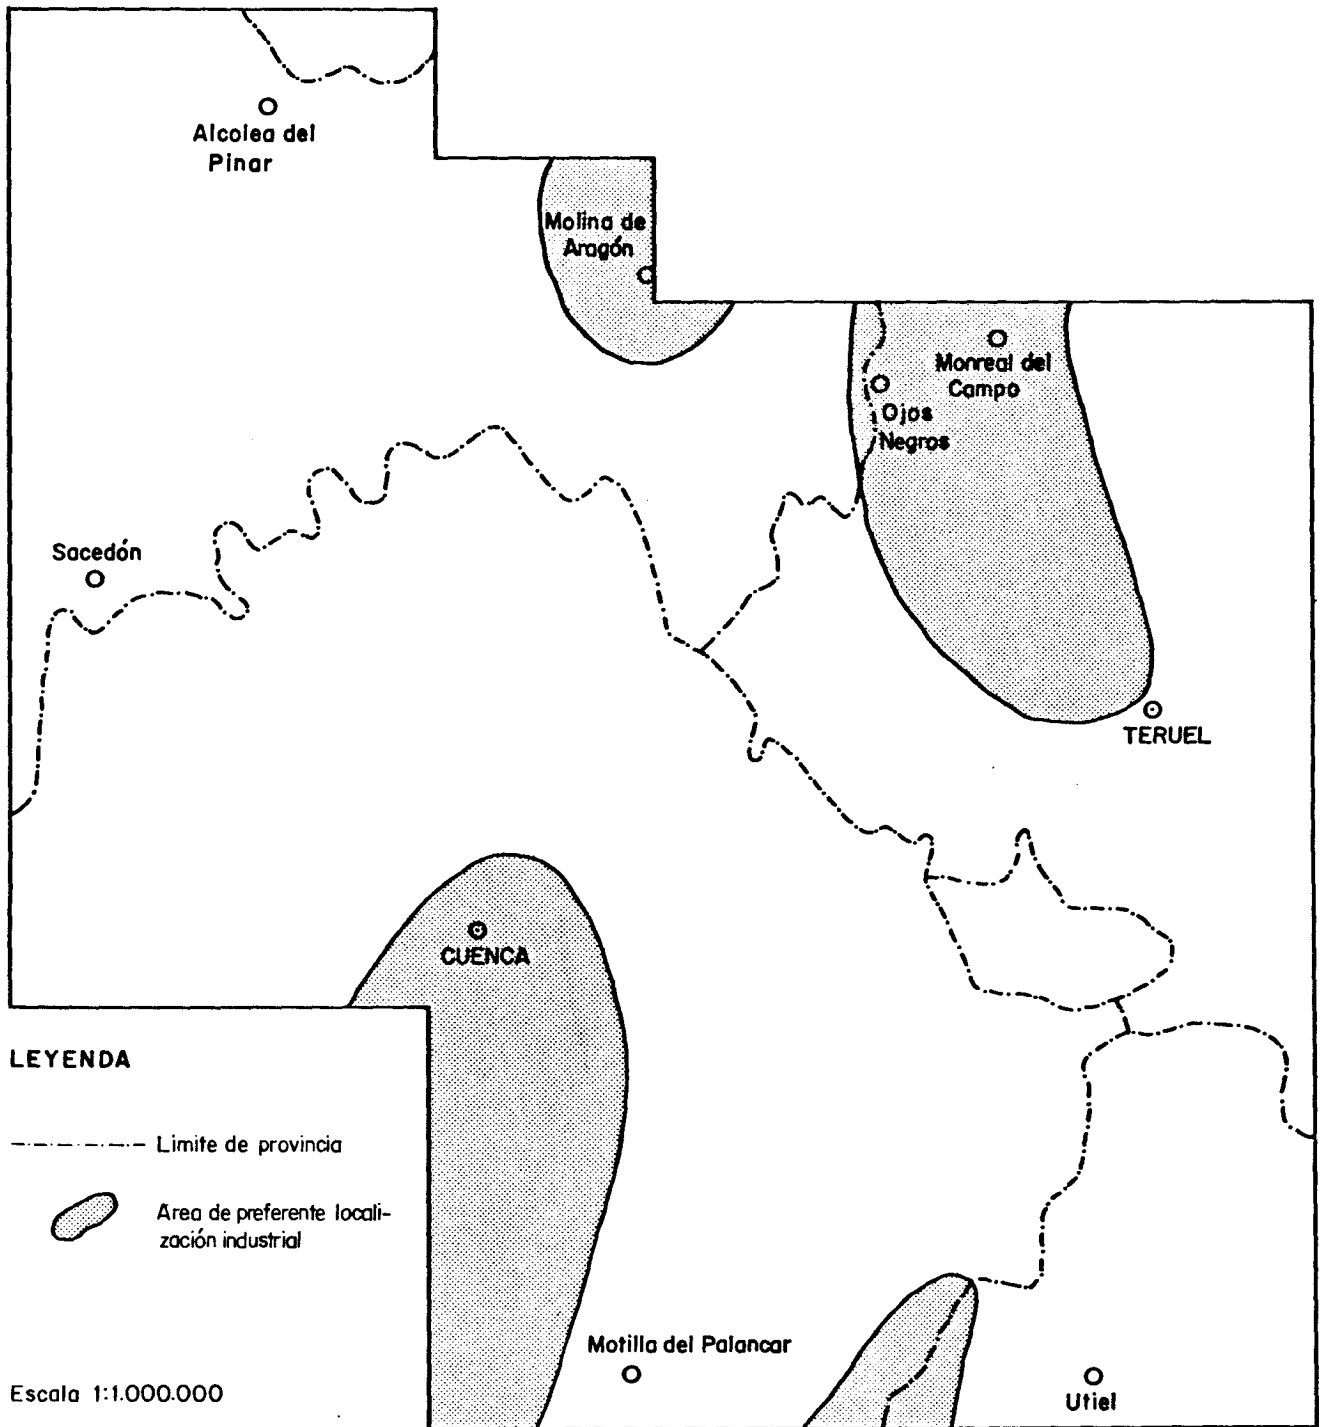 Alcolea del
Pinar
Molina de
Aragón
Monreal del
Campo
Ojos
Negros
Sacedón
TERUEL
CUENCA
LEYENDA
Limite de provincia
Area de preferente locali-
zación industrial
Motilla del Palancar
Utiel
Escala 1:1.000.000